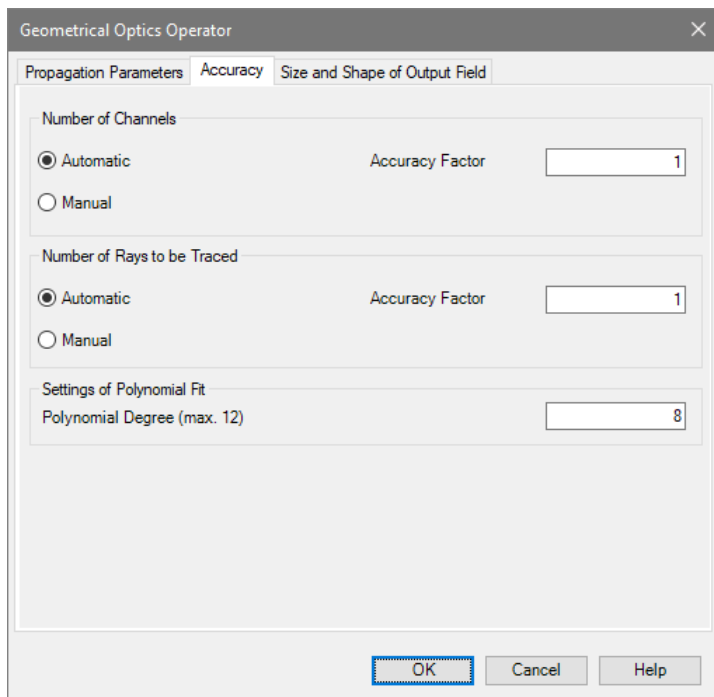 Geometrical Optics Operator
Propagation Parameters Accuracy Size and Shape of Output Field
Number of Channels
Automatic Accuracy Factor 1
Manual
Number of Rays to be Traced
Automatic Accuracy Factor 1
Manual
Settings of Polynomial Fit
Polynomial Degree (max. 12) 8
OK Cancel Help